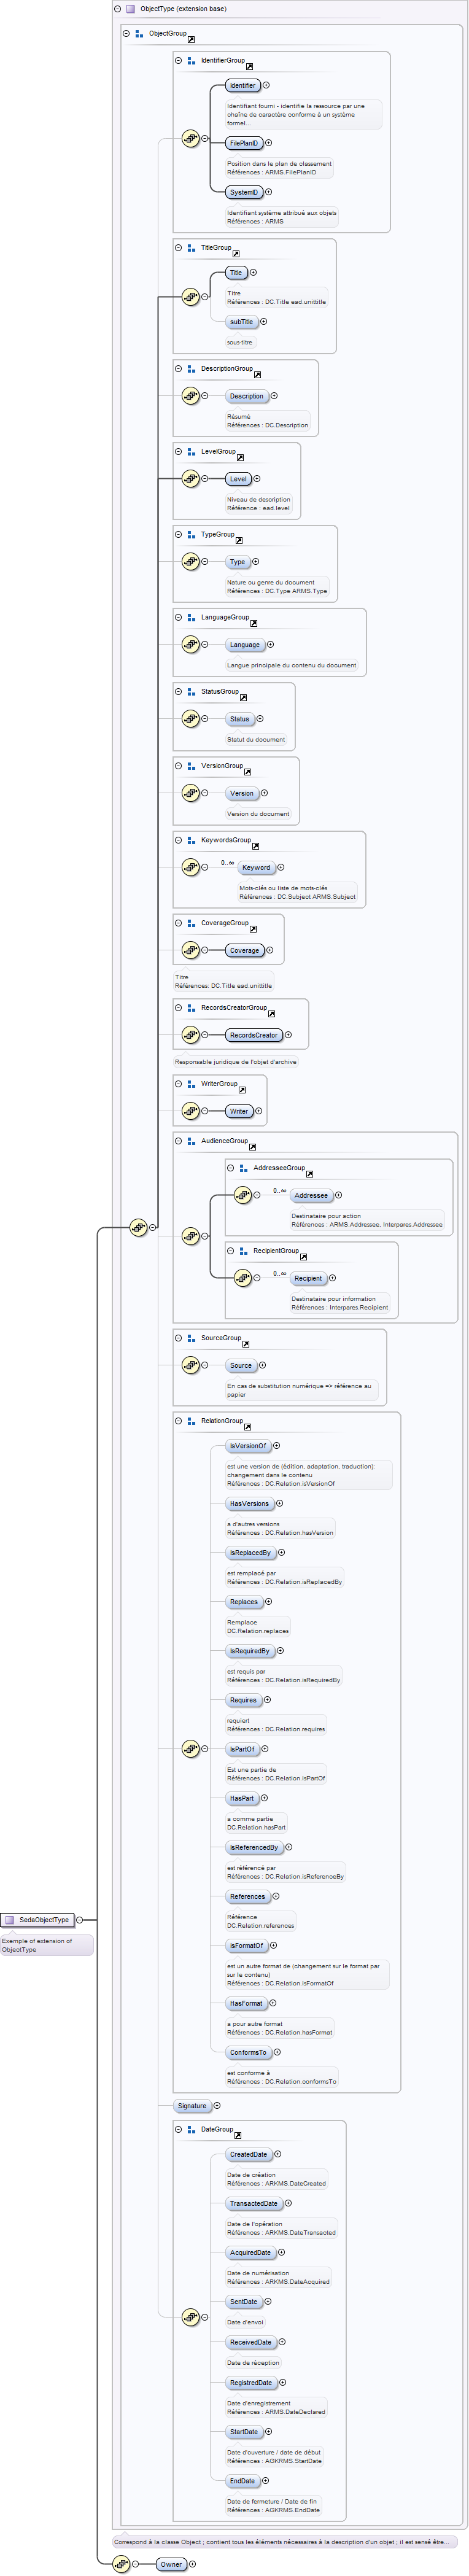 ObjectType (extension base)
ObjectGroup
IdentifierGroup
Identifier
Identifiant fourni - identifie la ressource par une
chaîne de caractère conforme à un système
formel...
FilePlanID
Position dans le plan de classement
Références : ARMS.FilePlanID
SystemID
Identifiant système attribué aux objets
Références : ARMS
TitleGroup
Title
Titre
Références : DC.Title ead.unittitle
subTitle
sous-titre
DescriptionGroup
Description
Résumé
Références : DC.Description
LevelGroup
Level
Niveau de description
Référence : ead.level
TypeGroup
Type
Nature ou genre du document
Références : DC.Type ARMS.Type
LanguageGroup
Language
Langue principale du contenu du document
StatusGroup
Status
Statut du document
VersionGroup
Version
Version du document
KeywordsGroup
0..∞
Keyword
Mots-clés ou liste de mots-clés
Références : DC.Subject ARMS.Subject
CoverageGroup
Coverage
Titre
Références: DC.Title ead.unittitle
RecordsCreatorGroup
RecordsCreator
Responsable juridique de l'objet d'archive
WriterGroup
Writer
AudienceGroup
AddresseeGroup
0..∞
Addressee
Destinataire pour action
Références : ARMS.Addressee, Interpares.Addressee
RecipientGroup
0..∞
Recipient
Destinataire pour information
Références : Interpares.Recipient
SourceGroup
Source
En cas de substitution numérique => référence au
papier
RelationGroup
IsVersionOf
est une version de (édition, adaptation, traduction):
changement dans le contenu
Références : DC.Relation.isVersionOf
HasVersions
a d'autres versions
Références : DC.Relation.hasVersion
IsReplacedBy
est remplacé par
Références : DC.Relation.isReplacedBy
Replaces
Remplace
DC.Relation.replaces
IsRequiredBy
est requis par
Références : DC.Relation.isRequiredBy
Requires
requiert
Références : DC.Relation.requires
IsPartOf
Est une partie de
Références : DC.Relation.isPartOf
HasPart
a comme partie
DC.Relation.hasPart
IsReferencedBy
est référencé par
Références : DC.Relation.isReferenceBy
References
Référence
DC.Relation.references
isFormatOf
est un autre format de (changement sur le format par
sur le contenu)
Références : DC.Relation.isFormatOf
HasFormat
a pour autre format
Références : DC.Relation.hasFormat
ConformsTo
est conforme à
Références : DC.Relation.conformsTo
SedaObjectType
Exemple of extension of
ObjectType
Signature
DateGroup
CreatedDate
Date de création
Références : ARKMS.DateCreated
TransactedDate
Date de l'opération
Références : ARKMS.DateTransacted
AcquiredDate
Date de numérisation
Références : ARKMS.DateAcquired
SentDate
Date d'envoi
ReceivedDate
Date de réception
RegistredDate
Date d'enregistrement
Références : ARMS.DateDeclared
StartDate
Date d'ouverture / date de début
Références : AGKRMS.StartDate
EndDate
Date de fermeture / Date de fin
Références : AGKRMS.EndDate
Correspond à la classe Object ; contient tous les éléments nécessaires à la description d'un objet ; il est sensé être...
Owner